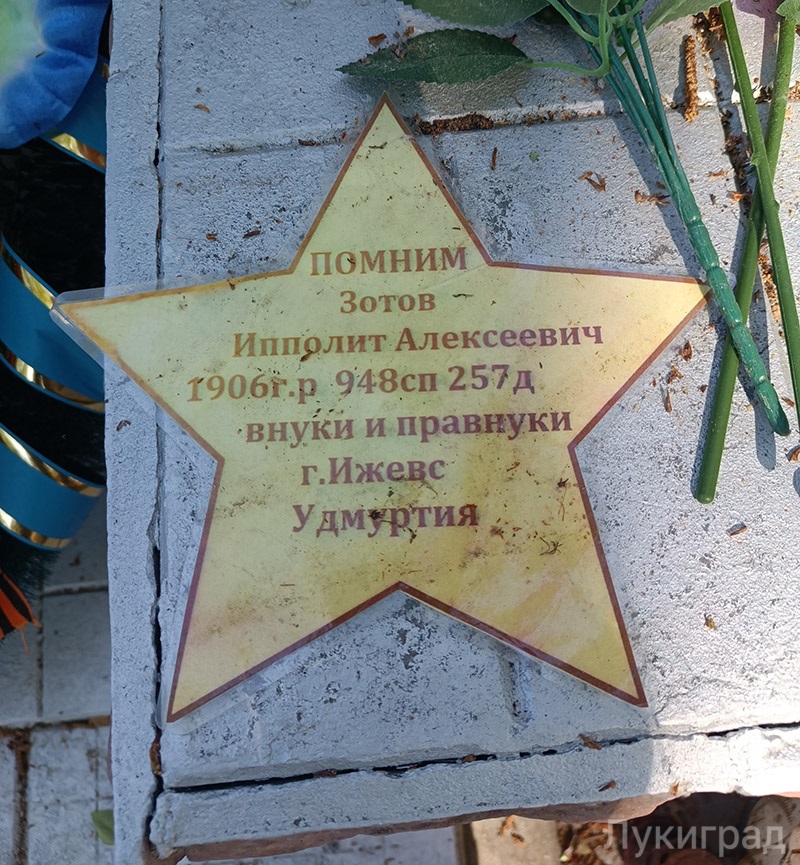 ПОМНИМ
Зотов
Ипполит Алексеевич
1906г.р 948сп 257д
внуки и правнуки
г.Ижевс
Удмуртия
Лукиград